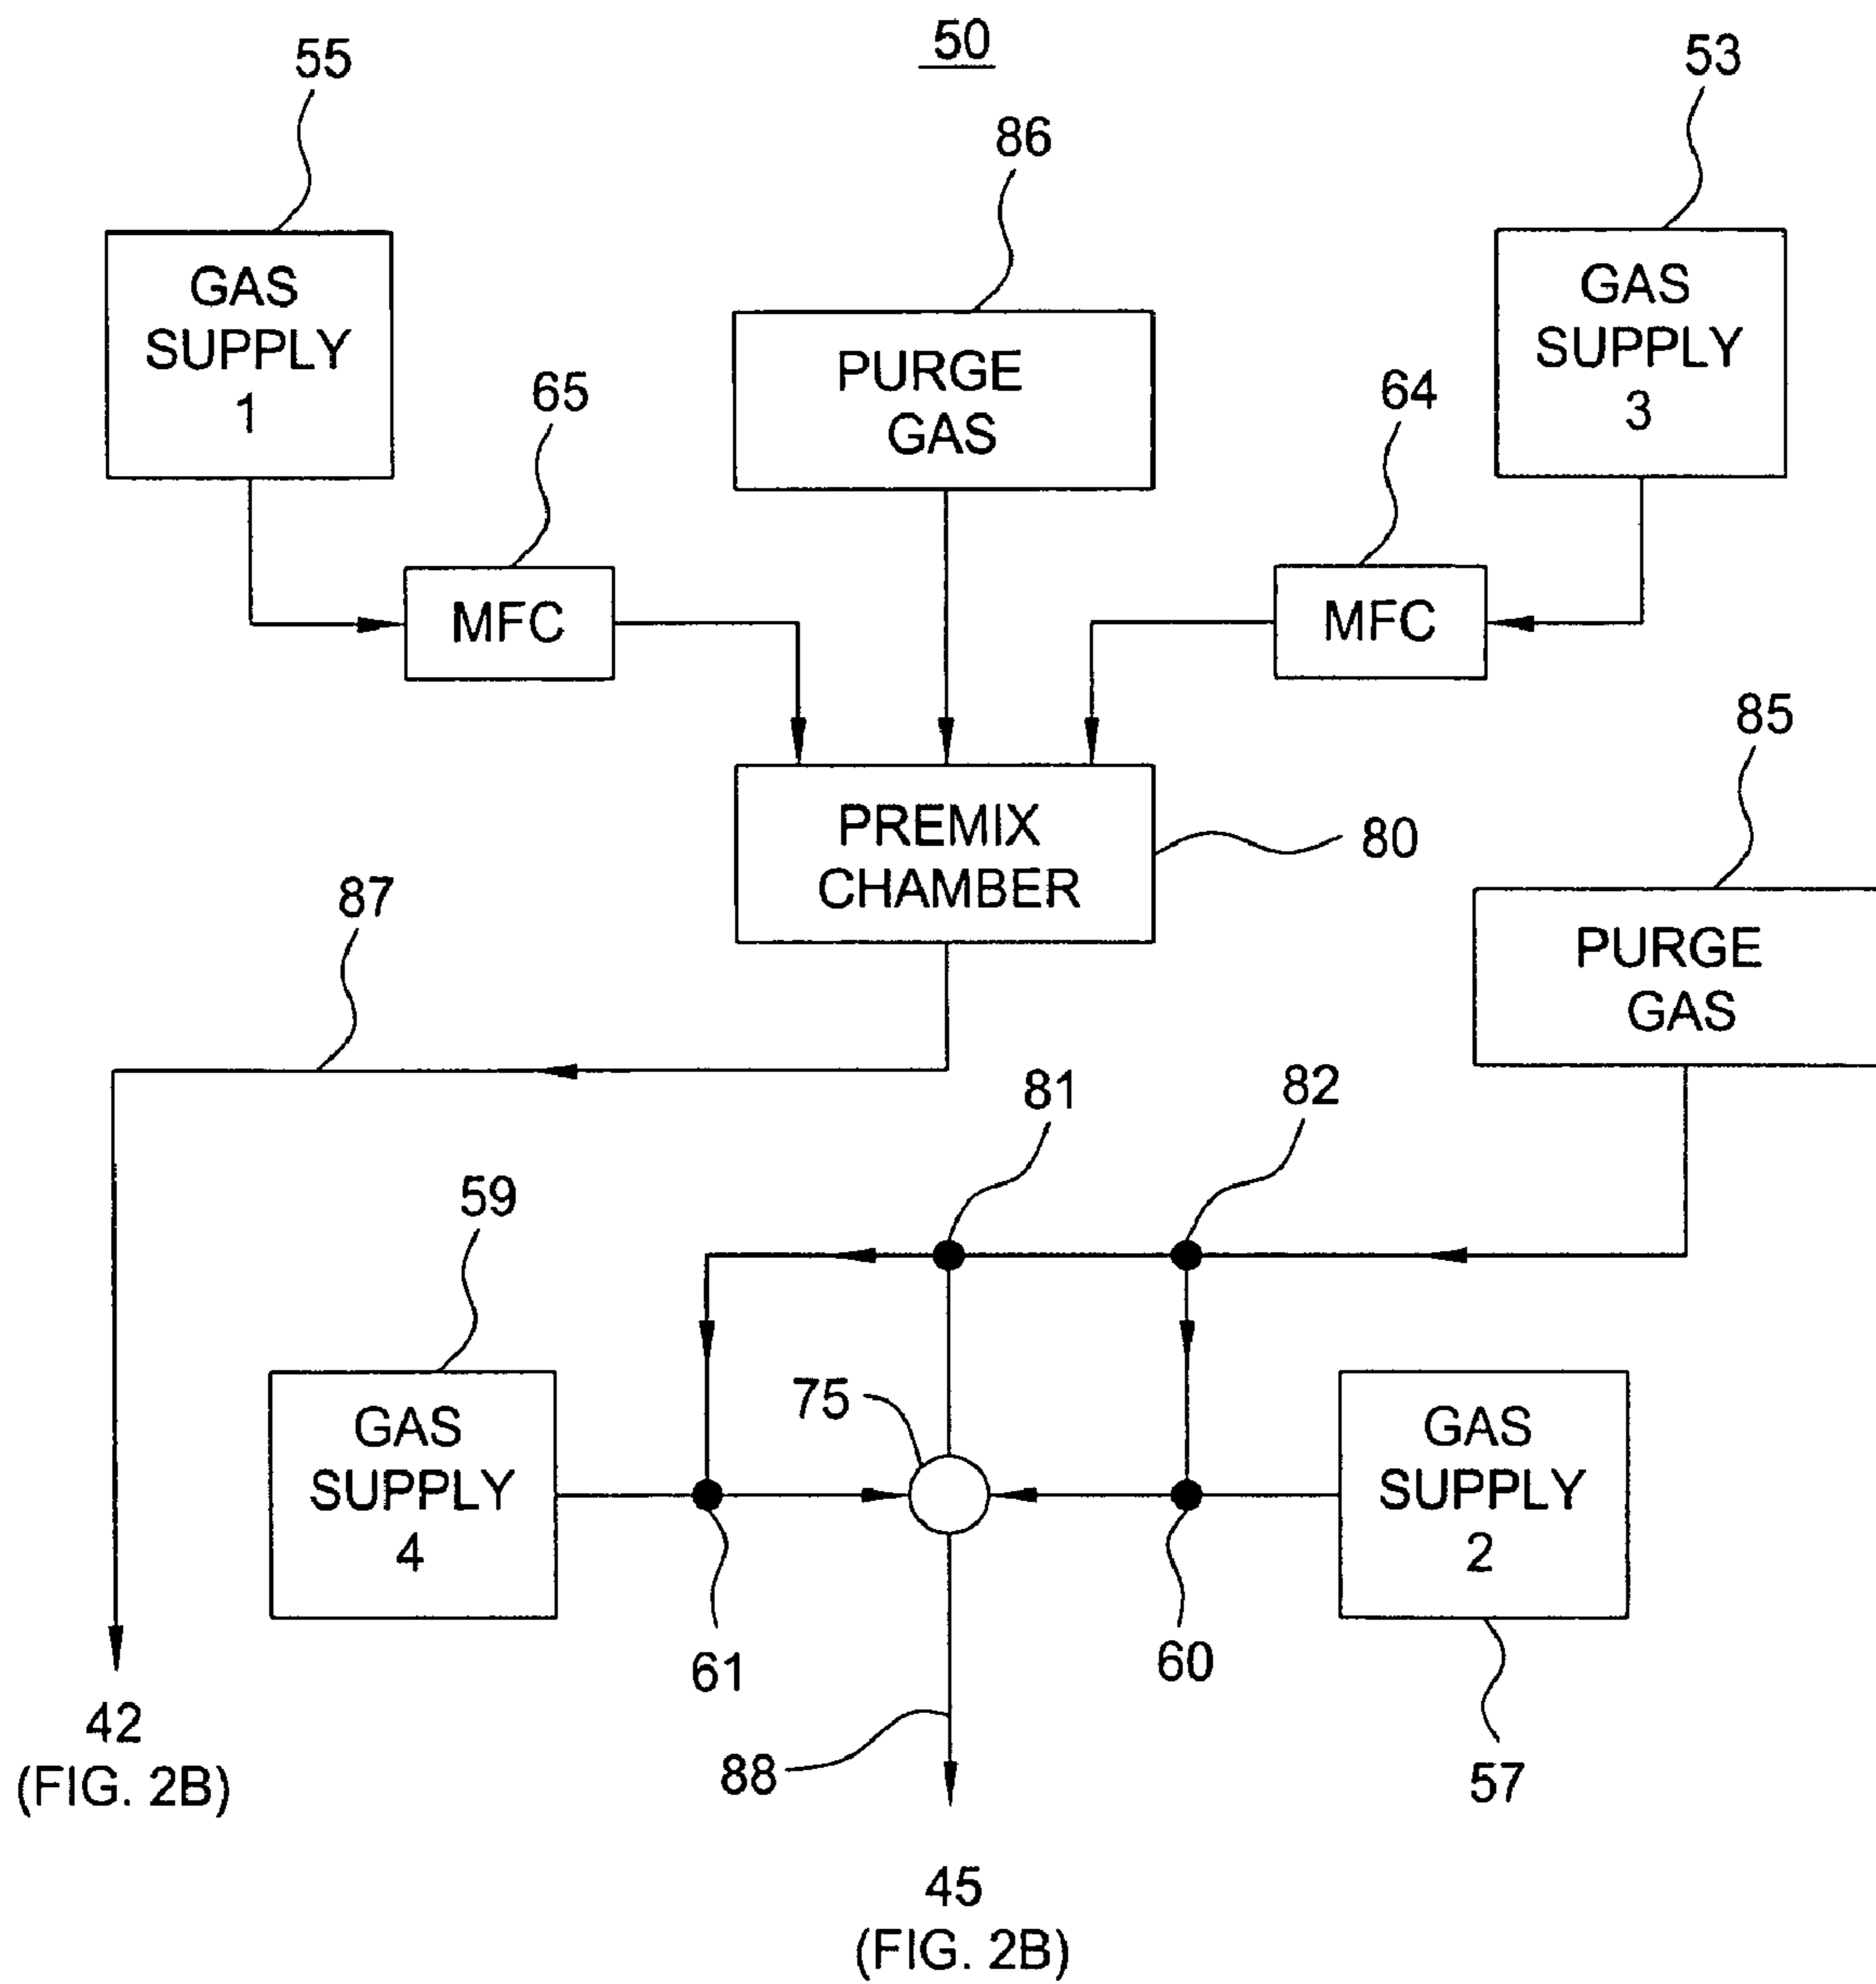 50
55
53
86
GAS
SUPPLY
1
GAS
SUPPLY
3
PURGE
GAS
65
64
MFC
MFC
85
PREMIX
CHAMBER
80
87
PURGE
GAS
81
82
59
75
GAS
SUPPLY
4
GAS
SUPPLY
2
61
60
42
(FIG. 2B)
88
57
45
(FIG. 2B)